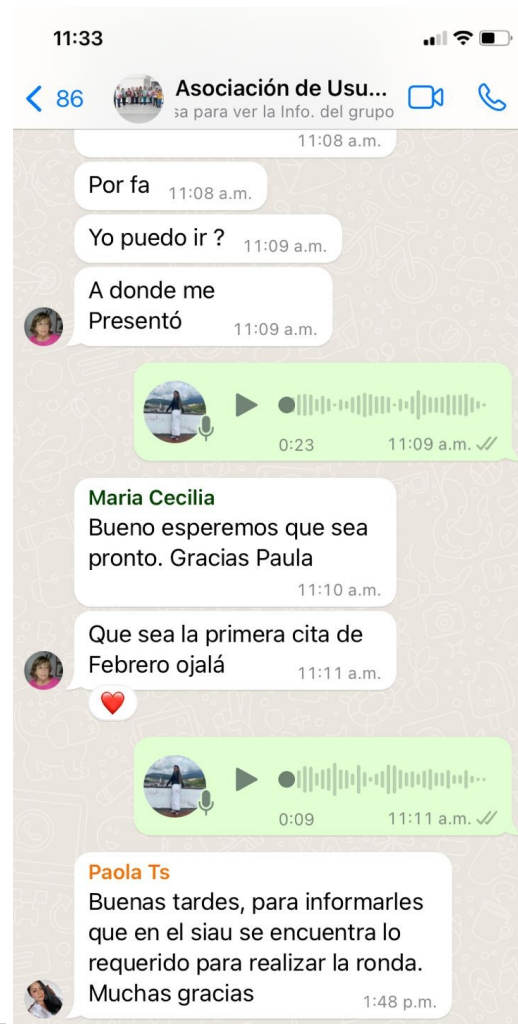 11:33
86
Asociación de Usu...
sa para ver la Info. del grupo
11:08 a.m.
Por fa 11:08 a.m.
Yo puedo ir ? 11:09 a.m.
A donde me
Presentó 11:09 a.m.
0:23 11:09 a.m.
Maria Cecilia
Bueno esperemos que sea
pronto. Gracias Paula
11:10 a.m.
Que sea la primera cita de
Febrero ojalá 11:11 a.m.
0:09 11:11 a.m.
Paola Ts
Buenas tardes, para informarles
que en el siau se encuentra lo
requerido para realizar la ronda.
Muchas gracias 1:48 p.m.